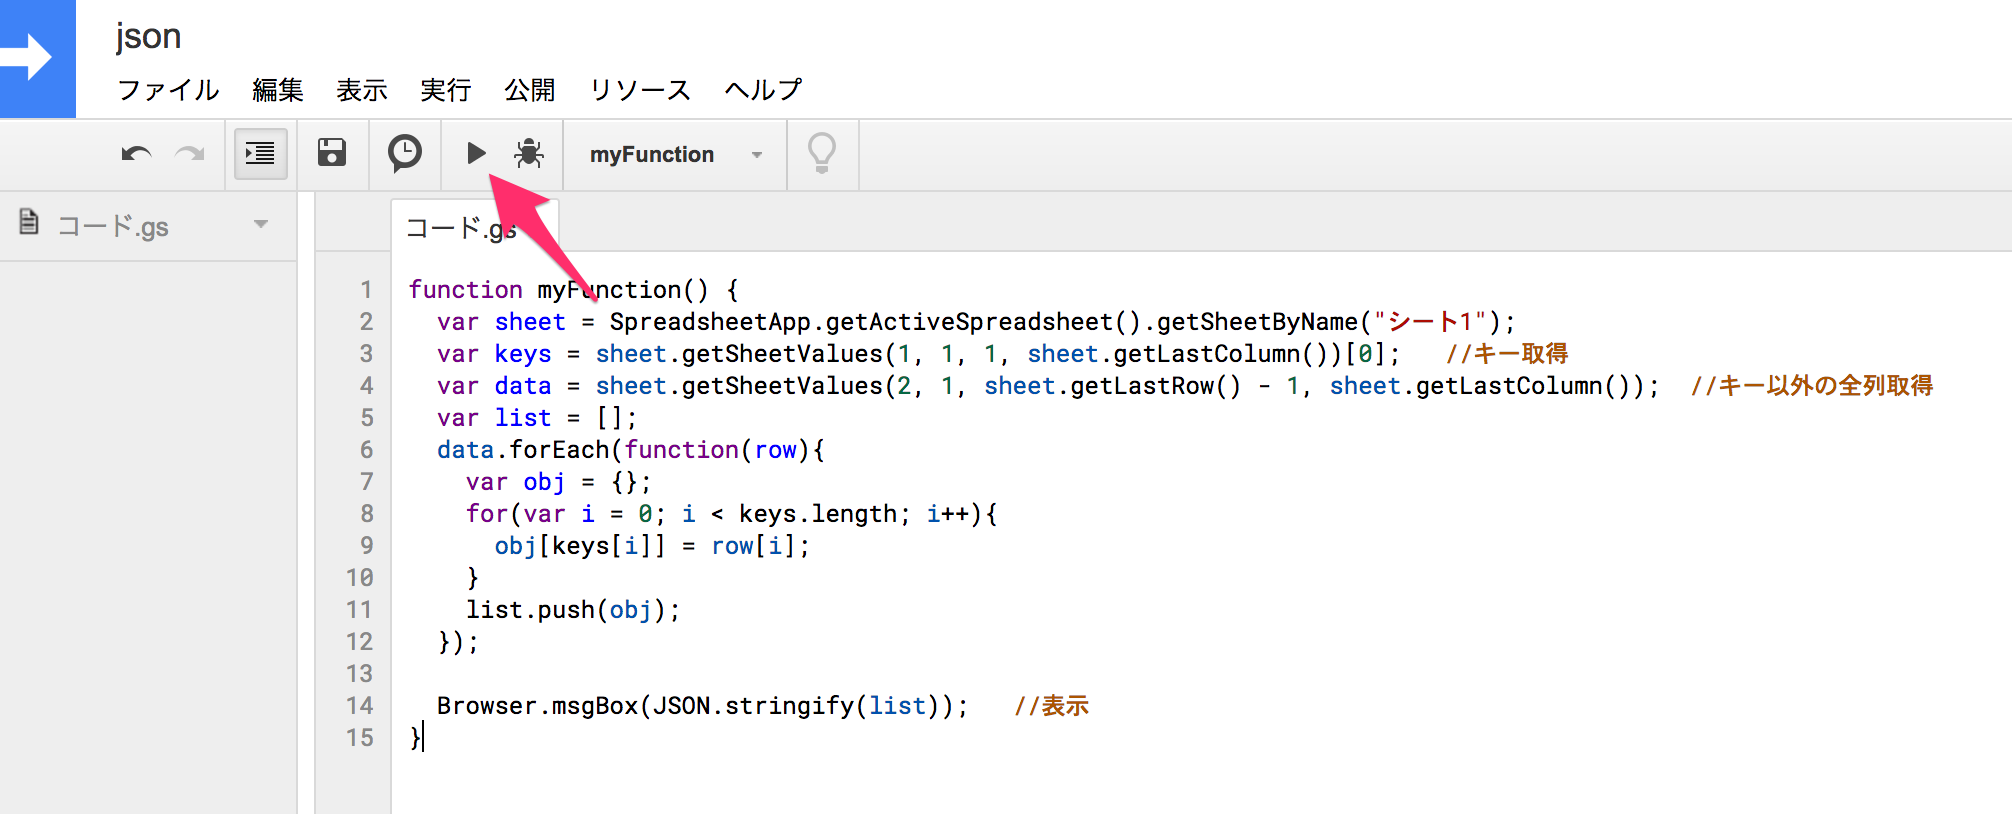 json
ファイル 編集 表示 実行 公開 リソース ヘルプ
myFunction
コード.gs
コード.gs
1 function myFunction() {
2 var sheet = SpreadsheetApp.getActiveSpreadsheet().getSheetByName("シート1");
3 var keys = sheet.getSheetValues(1, 1, 1, sheet.getLastColumn())[0]; //キー取得
4 var data = sheet.getSheetValues(2, 1, sheet.getLastRow() - 1, sheet.getLastColumn()); //キー以外の全列取得
5 var list = [];
6 data.forEach(function(row){
7 var obj = {};
8 for(var i = 0; i < keys.length; i++){
9 obj[keys[i]] = row[i];
10 }
11 list.push(obj);
12 });
13
14 Browser.msgBox(JSON.stringify(list)); //表示
15 }